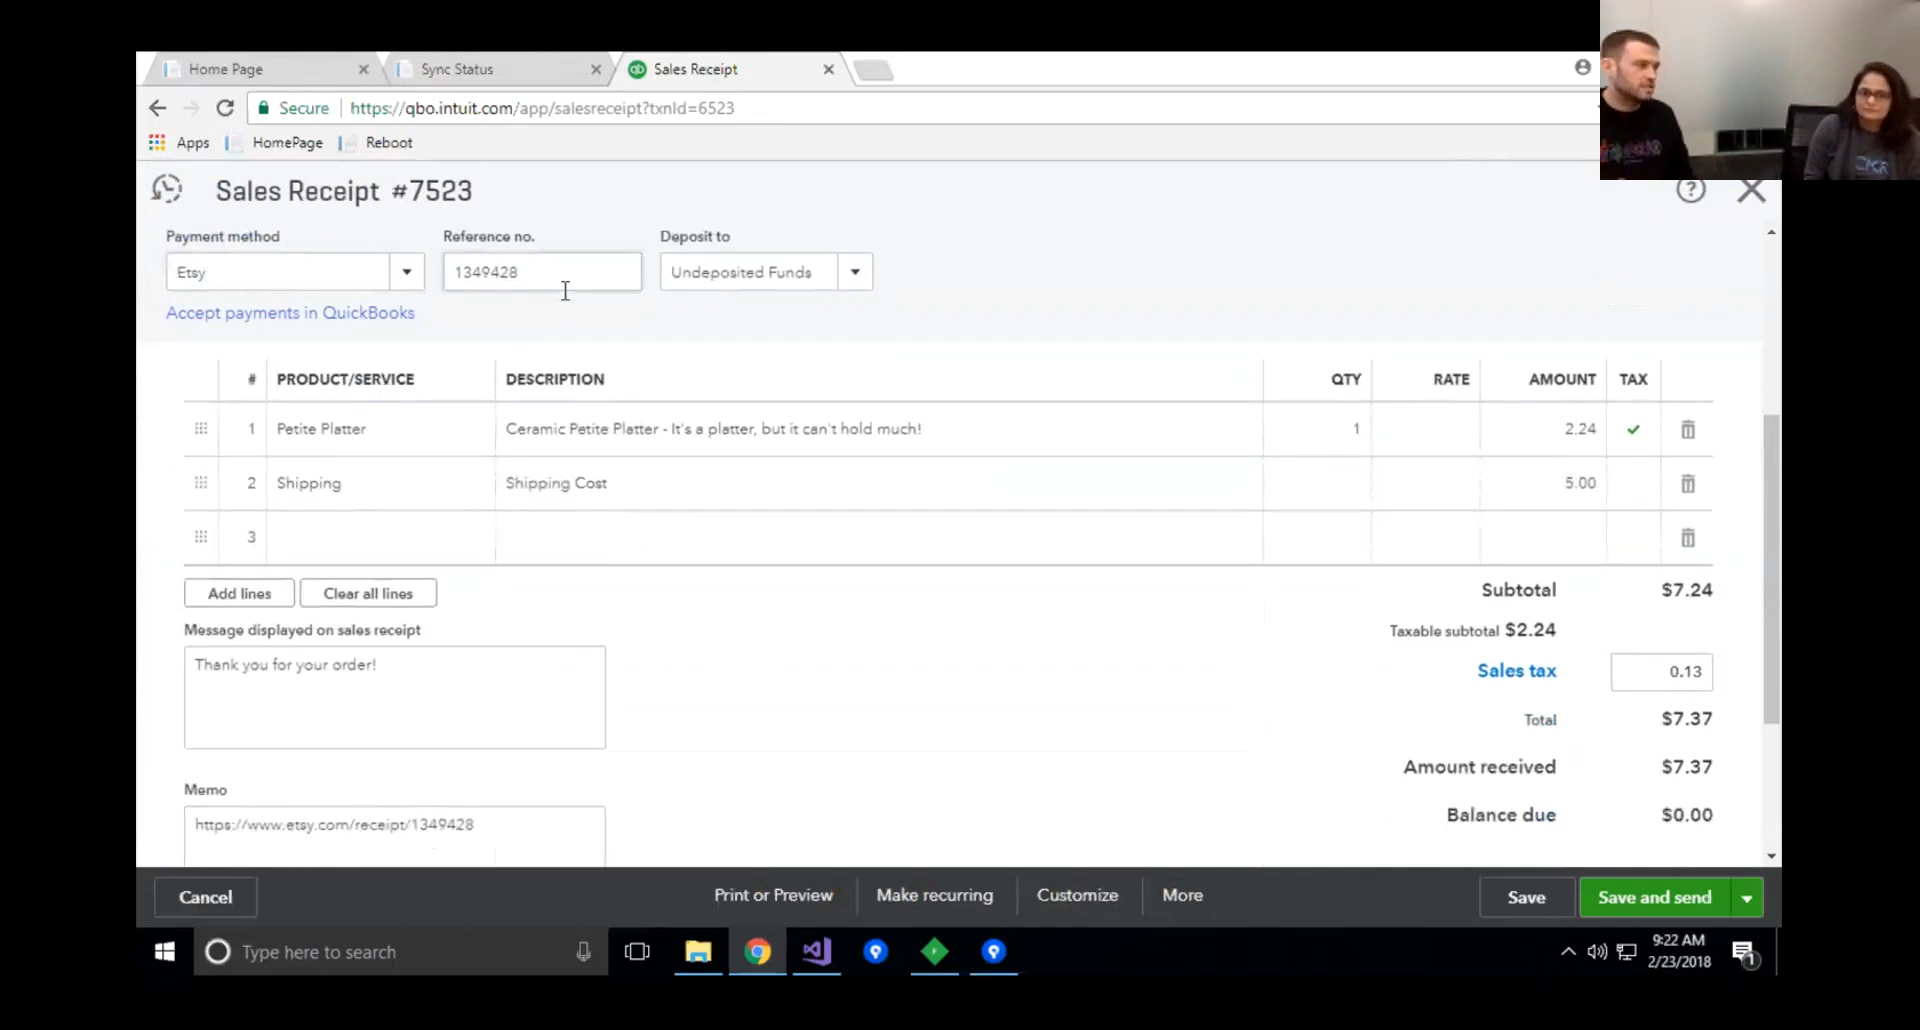 Home Page
Sync Status
qb Sales Receipt
Secure https://qbo.intuit.com/app/salesreceipt?txnId=6523
Apps HomePage Reboot
Sales Receipt #7523
?
Payment method Reference no. Deposit to
Etsy 1349428 Undeposited Funds
Accept payments in QuickBooks
# PRODUCT/SERVICE DESCRIPTION QTY RATE AMOUNT TAX
1 Petite Platter Ceramic Petite Platter - It's a platter, but it can't hold much! 1 2.24
2 Shipping Shipping Cost 5.00
3
Add lines Clear all lines
Subtotal $7.24
Message displayed on sales receipt
Taxable subtotal $2.24
Thank you for your order!
Sales tax 0.13
Total $7.37
Amount received $7.37
Memo
Balance due $0.00
https://www.etsy.com/receipt/1349428
Cancel Print or Preview Make recurring Customize More Save Save and send
Type here to search
9:22 AM
2/23/2018
1